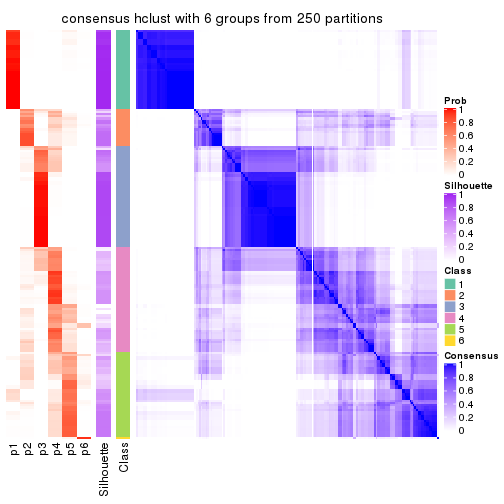 consensus hclust with 6 groups from 250 partitions
Prob
1
0.8
0.6
0.4
0.2
0
Silhouette
1
0.8
0.6
0.4
0.2
0
Class
1
2
3
4
5
6
Consensus
1
0.8
0.6
0.4
0.2
0
p1
p2
p3
p4
p5
p6
Silhouette
Class